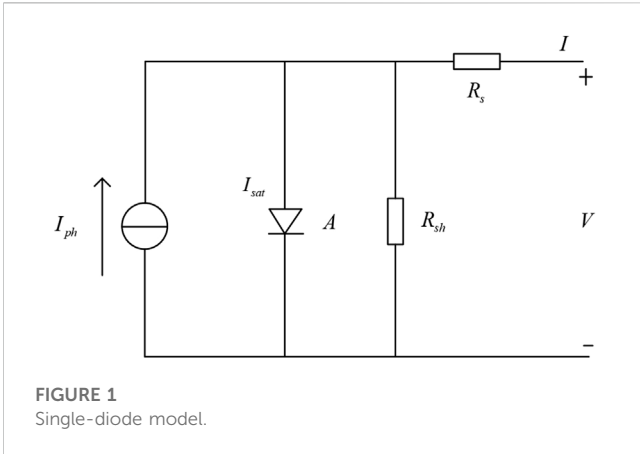 I
+
R_s
I_sat
I_ph
A
R_sh
V
−
FIGURE 1
Single-diode model.